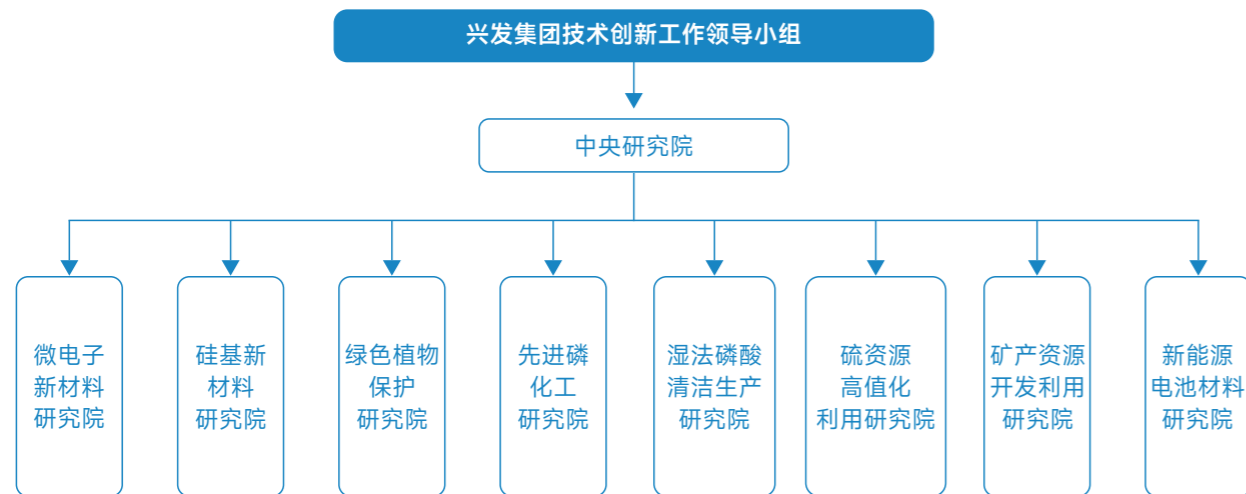 兴发集团技术创新工作领导小组
中央研究院
微电子
新材料
研究院
硅基新
材料
研究院
绿色植物
保护
研究院
先进磷
化工
研究院
湿法磷酸
清洁生产
研究院
硫资源
高值化
利用研究院
矿产资源
开发利用
研究院
新能源
电池材料
研究院